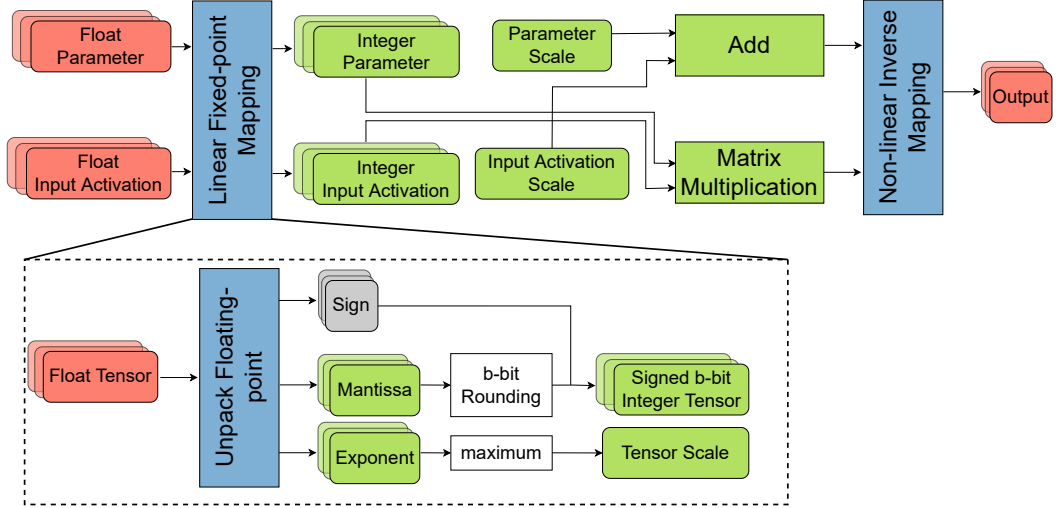 Float
Parameter
Float
Input Activation
Linear Fixed-point
Mapping
Integer
Parameter
Integer
Input Activation
Parameter
Scale
Input Activation
Scale
Add
Matrix
Multiplication
Non-linear Inverse
Mapping
Output
Float Tensor
Unpack Floating-
point
Sign
Mantissa
Exponent
b-bit
Rounding
maximum
Signed b-bit
Integer Tensor
Tensor Scale